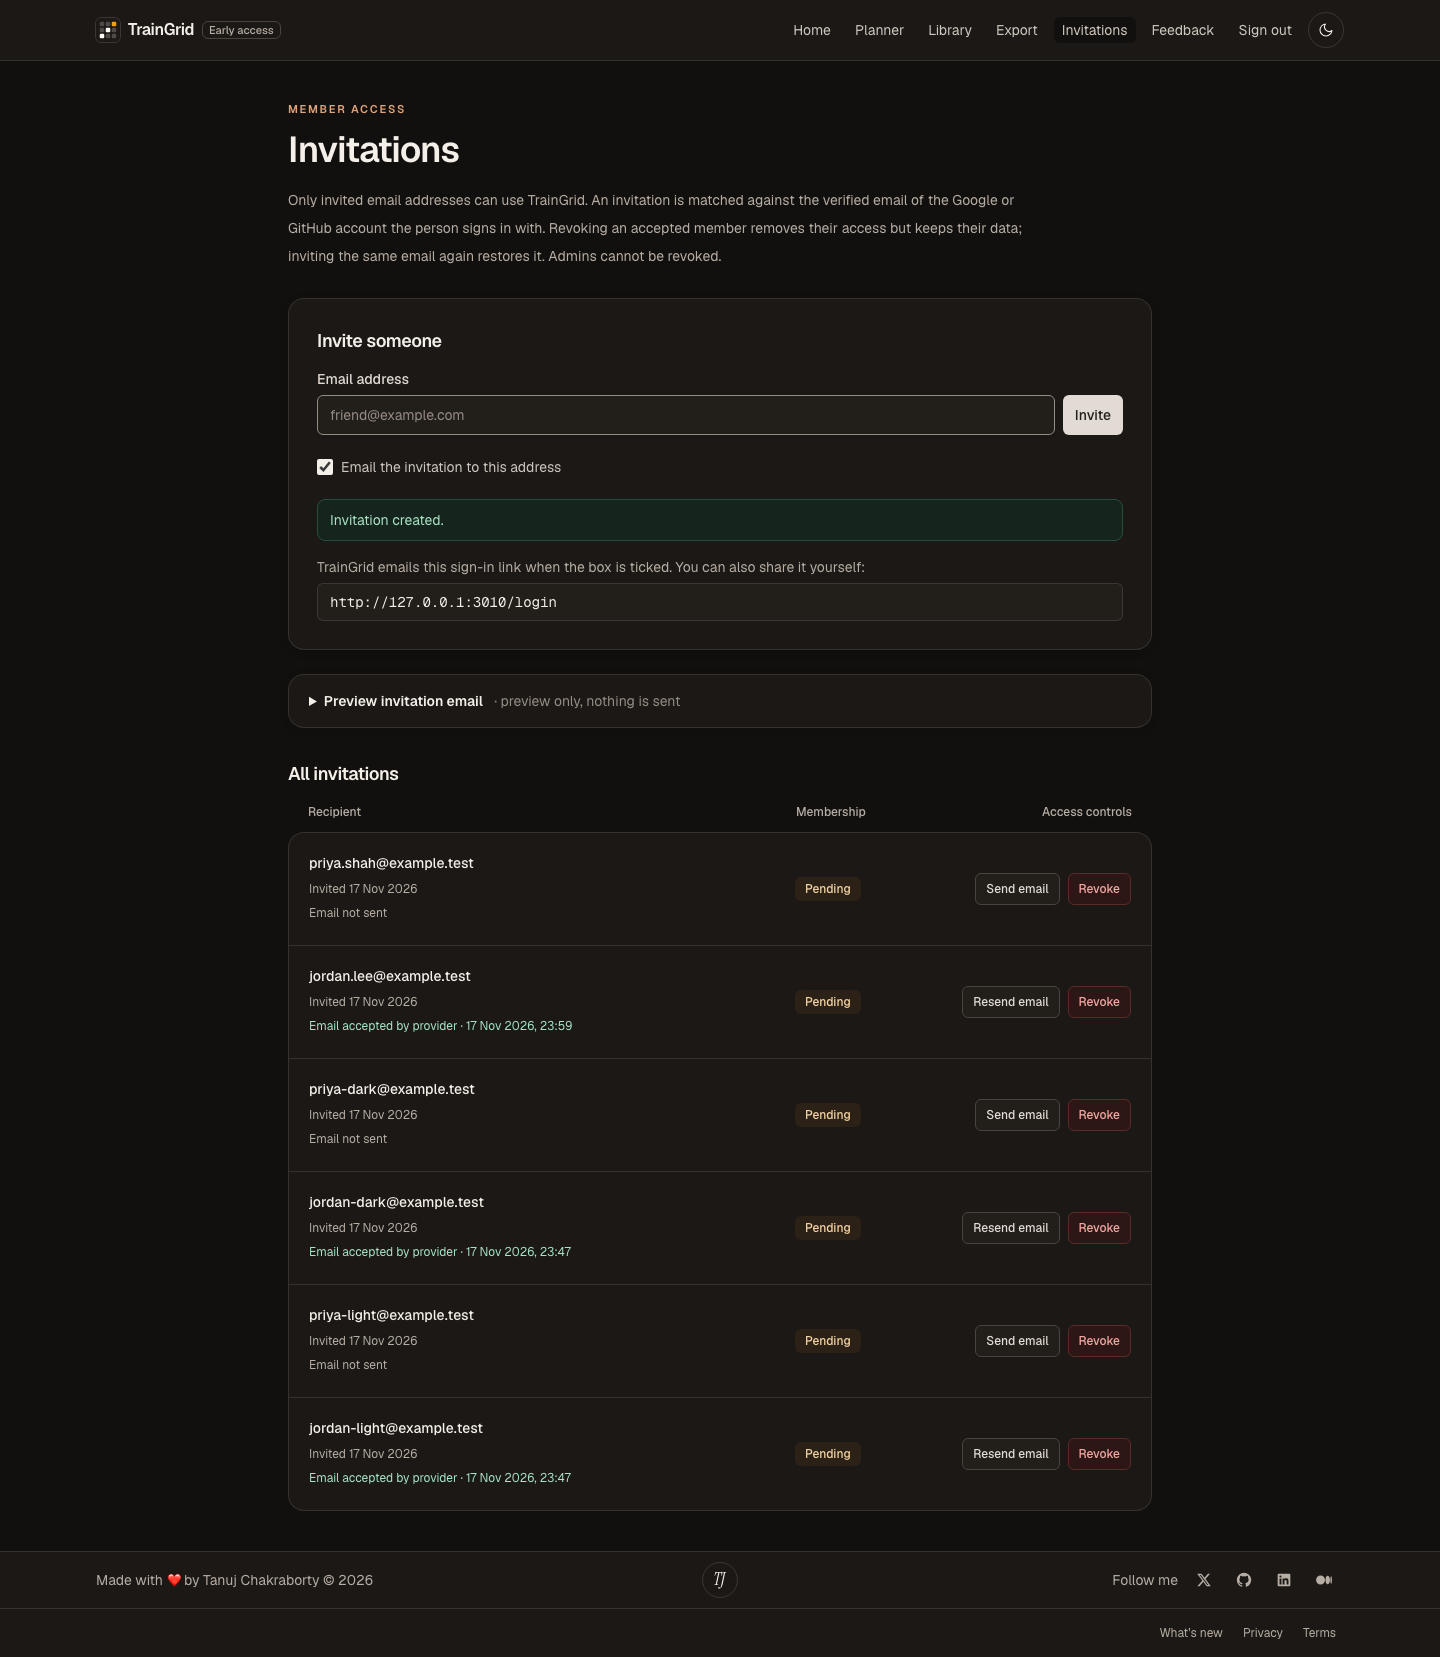 TrainGrid
Early access
Home
Planner
Library
Export
Invitations
Feedback
Sign out
MEMBER ACCESS
Invitations
Only invited email addresses can use TrainGrid. An invitation is matched against the verified email of the Google or
GitHub account the person signs in with. Revoking an accepted member removes their access but keeps their data;
inviting the same email again restores it. Admins cannot be revoked.
Invite someone
Email address
friend@example.com
Invite
Email the invitation to this address
Invitation created.
TrainGrid emails this sign-in link when the box is ticked. You can also share it yourself:
http://127.0.0.1:3010/login
Preview invitation email · preview only, nothing is sent
All invitations
Recipient
Membership
Access controls
priya.shah@example.test
Invited 17 Nov 2026
Email not sent
Pending
Send email
Revoke
jordan.lee@example.test
Invited 17 Nov 2026
Email accepted by provider · 17 Nov 2026, 23:59
Pending
Resend email
Revoke
priya-dark@example.test
Invited 17 Nov 2026
Email not sent
Pending
Send email
Revoke
jordan-dark@example.test
Invited 17 Nov 2026
Email accepted by provider · 17 Nov 2026, 23:47
Pending
Resend email
Revoke
priya-light@example.test
Invited 17 Nov 2026
Email not sent
Pending
Send email
Revoke
jordan-light@example.test
Invited 17 Nov 2026
Email accepted by provider · 17 Nov 2026, 23:47
Pending
Resend email
Revoke
Made with ❤️ by Tanuj Chakraborty © 2026
TJ
Follow me
What's new
Privacy
Terms